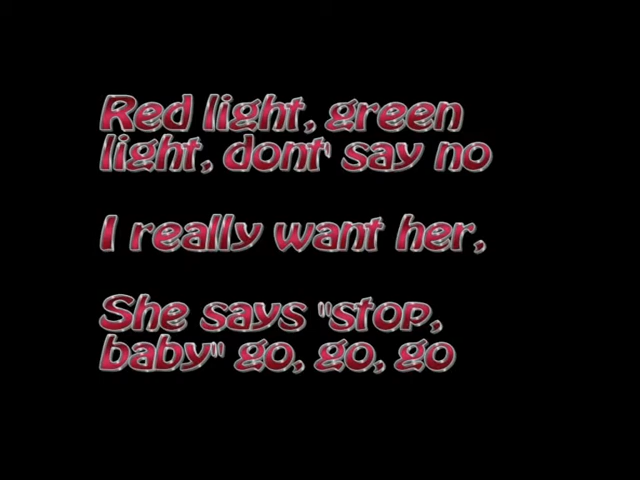 Red light, green
light, dont' say no
I really want her,
She says "stop,
baby" go, go, go